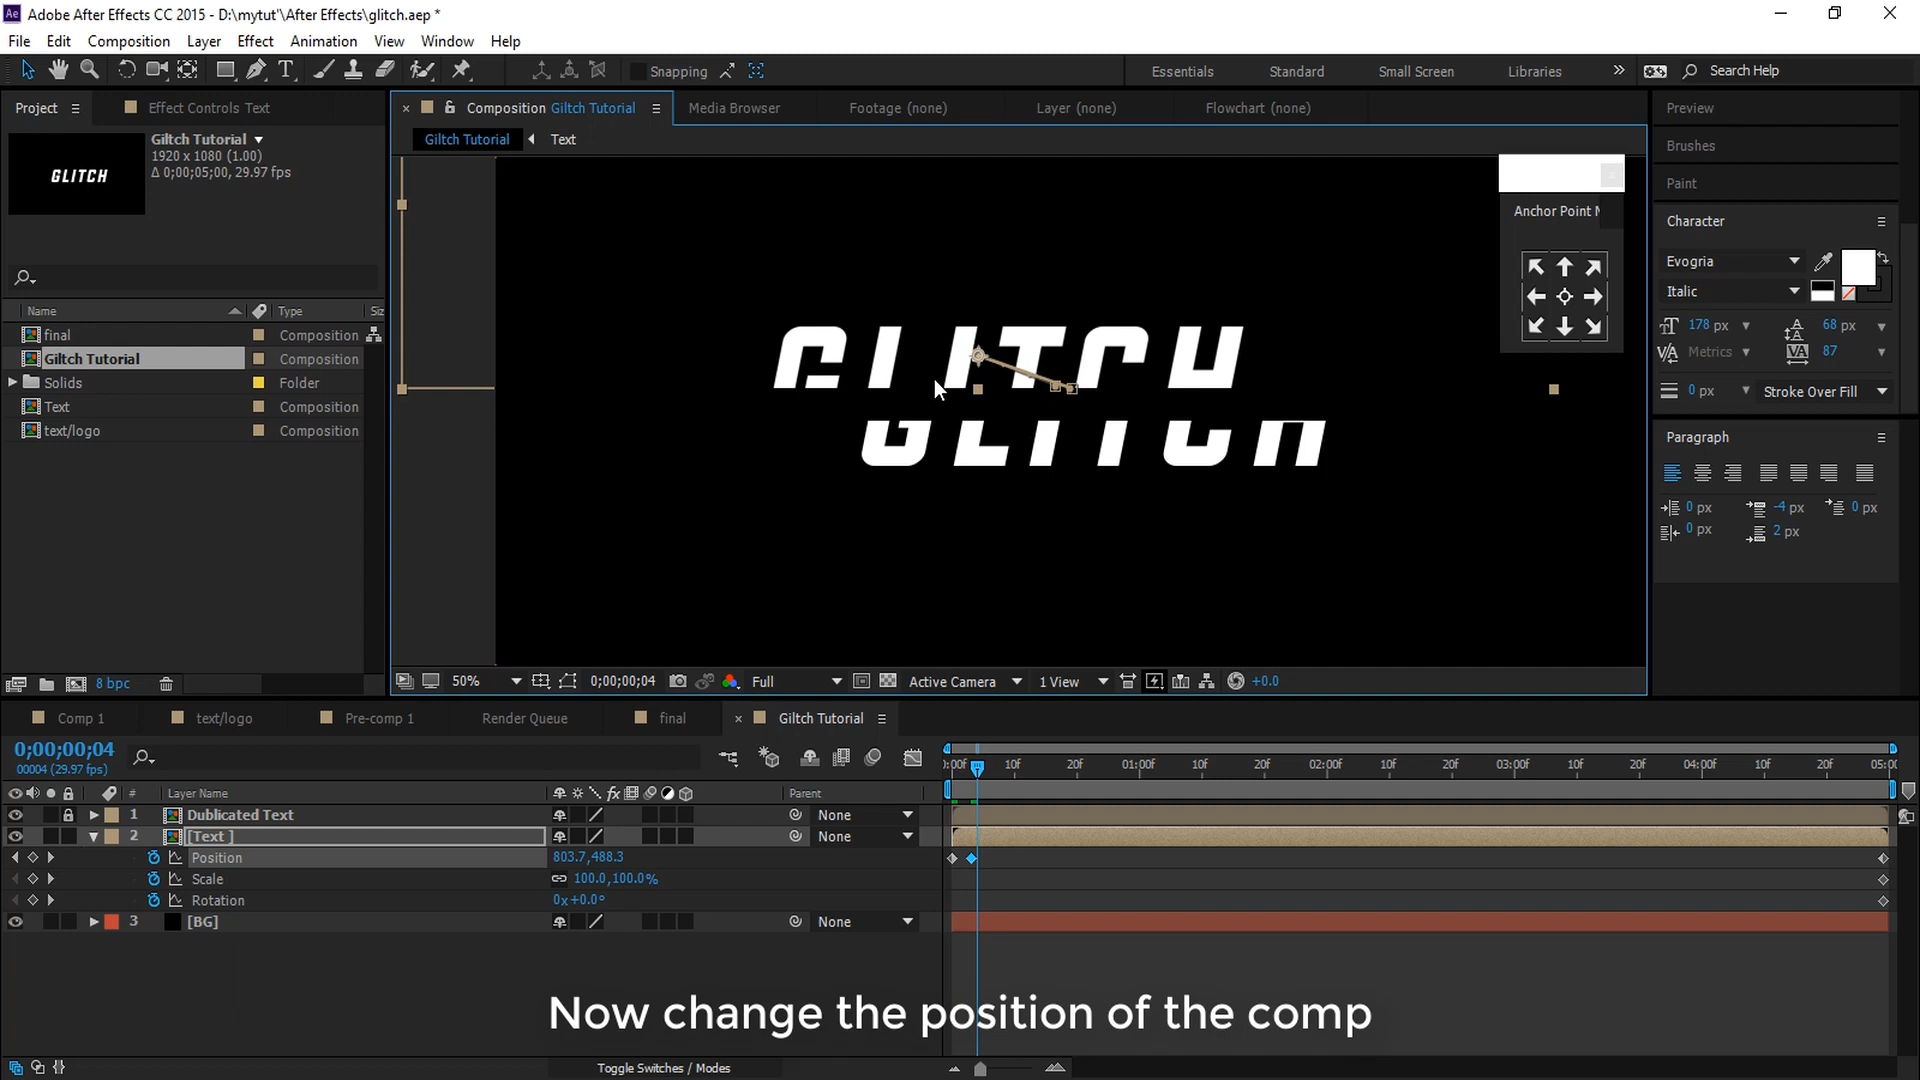 Adobe After Effects CC 2015 - D:\mytut'\After Effects\glitch.aep *
File Edit Composition Layer Effect Animation View Window Help
Snapping Essentials Standard Small Screen Libraries Search Help
Project Effect Controls Text
Composition Giltch Tutorial Media Browser Footage (none) Layer (none) Flowchart (none)
Preview
Giltch Tutorial Text
Giltch Tutorial
1920 x 1080 (1.00)
Δ 0;00;05;00, 29.97 fps
GLITCH
Brushes
Paint
Anchor Point
Character
Evogria
Italic
178 px 68 px
Metrics 87
0 px Stroke Over Fill
Paragraph
0 px -4 px 0 px
0 px 2 px
Name Type
final Composition
Giltch Tutorial Composition
Solids Folder
Text Composition
text/logo Composition
GLITCH
GLITCH
8 bpc
50% 0;00;00;04 Full Active Camera 1 View +0.0
Comp 1 text/logo Pre-comp 1 Render Queue final Giltch Tutorial
0;00;00;04
00004 (29.97 fps)
0:00f 10f 20f 01:00f 10f 20f 02:00f 10f 20f 03:00f 10f 20f 04:00f 10f 20f 05:00
# Layer Name Parent
1 Dublicated Text None
2 [Text ] None
Position 803.7,488.3
Scale 100.0,100.0%
Rotation 0x+0.0°
3 [BG] None
Now change the position of the comp
Toggle Switches / Modes